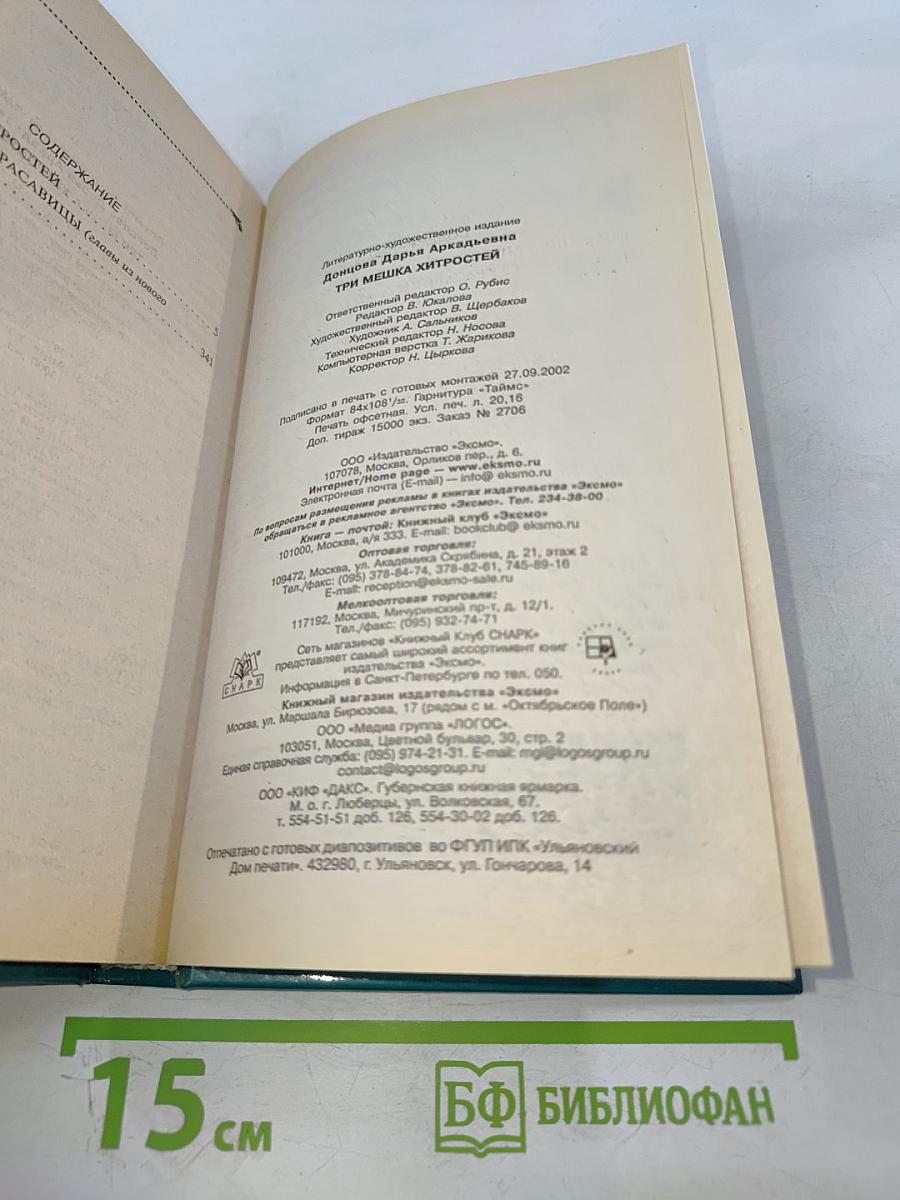 СОДЕРЖАНИЕ
РОСТЕЙ
5
РАСАВИЦЫ (главы из нового
341
Литературно-художественное издание
Донцова Дарья Аркадьевна
ТРИ МЕШКА ХИТРОСТЕЙ
Ответственный редактор О. Рубис
Редактор В. Юкалова
Художественный редактор В. Щербаков
Художник А. Сальников
Технический редактор Н. Носова
Компьютерная верстка Т. Жарикова
Корректор Н. Цыркова
Подписано в печать с готовых монтажей 27.09.2002
Формат 84x108 1/32. Гарнитура «Таймс»
Печать офсетная. Усл. печ. л. 20,16
Доп. тираж 15000 экз. Заказ № 2706
ООО «Издательство «Эксмо».
107078, Москва, Орликов пер., д. 6.
Интернет/Home page — www.eksmo.ru
Электронная почта (E-mail) — info@ eksmo.ru
По вопросам размещения рекламы в книгах издательства «Эксмо»
обращаться в рекламное агентство «Эксмо». Тел. 234-38-00
Книга — почтой: Книжный клуб «Эксмо»
101000, Москва, а/я 333. E-mail: bookclub@ eksmo.ru
Оптовая торговля:
109472, Москва, ул. Академика Скрябина, д. 21, этаж 2
Тел./факс: (095) 378-84-74, 378-82-61, 745-89-16
E-mail: reception@eksmo-sale.ru
Мелкооптовая торговля:
117192, Москва, Мичуринский пр-т, д. 12/1.
Тел./факс: (095) 932-74-71
СНАРК
Сеть магазинов «Книжный Клуб СНАРК»
представляет самый широкий ассортимент книг
издательства «Эксмо».
Информация в Санкт-Петербурге по тел. 050.
Книжный магазин издательства «Эксмо»
Москва, ул. Маршала Бирюзова, 17 (рядом с м. «Октябрьское Поле»)
ООО «Медиа группа «ЛОГОС».
103051, Москва, Цветной бульвар, 30, стр. 2
Единая справочная служба: (095) 974-21-31. E-mail: mgl@logosgroup.ru
contact@logosgroup.ru
ООО «КИФ «ДАКС». Губернская книжная ярмарка.
М. о. г. Люберцы, ул. Волковская, 67.
т. 554-51-51 доб. 126, 554-30-02 доб. 126.
Отпечатано с готовых диапозитивов во ФГУП ИПК «Ульяновский
Дом печати». 432980, г. Ульяновск, ул. Гончарова, 14
15 см
БФ БИБЛИОФАН